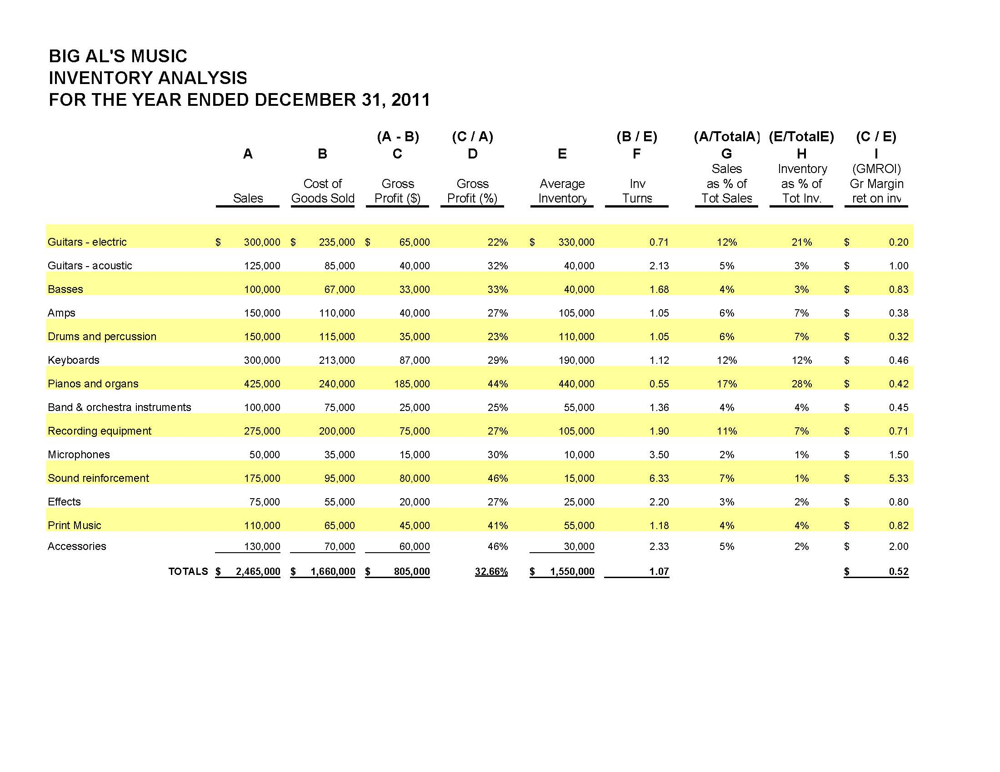 BIG AL'S MUSIC
INVENTORY ANALYSIS
FOR THE YEAR ENDED DECEMBER 31, 2011
(A - B) (C / A) (B / E) (A/TotalA) (E/TotalE) (C / E)
A B C D E F G H I
Sales Inventory (GMROI)
Cost of Gross Gross Average Inv as % of as % of Gr Margin
Sales Goods Sold Profit ($) Profit (%) Inventory Turns Tot Sales Tot Inv. ret on inv
Guitars - electric $ 300,000 $ 235,000 $ 65,000 22% $ 330,000 0.71 12% 21% $ 0.20
Guitars - acoustic 125,000 85,000 40,000 32% 40,000 2.13 5% 3% $ 1.00
Basses 100,000 67,000 33,000 33% 40,000 1.68 4% 3% $ 0.83
Amps 150,000 110,000 40,000 27% 105,000 1.05 6% 7% $ 0.38
Drums and percussion 150,000 115,000 35,000 23% 110,000 1.05 6% 7% $ 0.32
Keyboards 300,000 213,000 87,000 29% 190,000 1.12 12% 12% $ 0.46
Pianos and organs 425,000 240,000 185,000 44% 440,000 0.55 17% 28% $ 0.42
Band & orchestra instruments 100,000 75,000 25,000 25% 55,000 1.36 4% 4% $ 0.45
Recording equipment 275,000 200,000 75,000 27% 105,000 1.90 11% 7% $ 0.71
Microphones 50,000 35,000 15,000 30% 10,000 3.50 2% 1% $ 1.50
Sound reinforcement 175,000 95,000 80,000 46% 15,000 6.33 7% 1% $ 5.33
Effects 75,000 55,000 20,000 27% 25,000 2.20 3% 2% $ 0.80
Print Music 110,000 65,000 45,000 41% 55,000 1.18 4% 4% $ 0.82
Accessories 130,000 70,000 60,000 46% 30,000 2.33 5% 2% $ 2.00
TOTALS $ 2,465,000 $ 1,660,000 $ 805,000 32.66% $ 1,550,000 1.07 $ 0.52